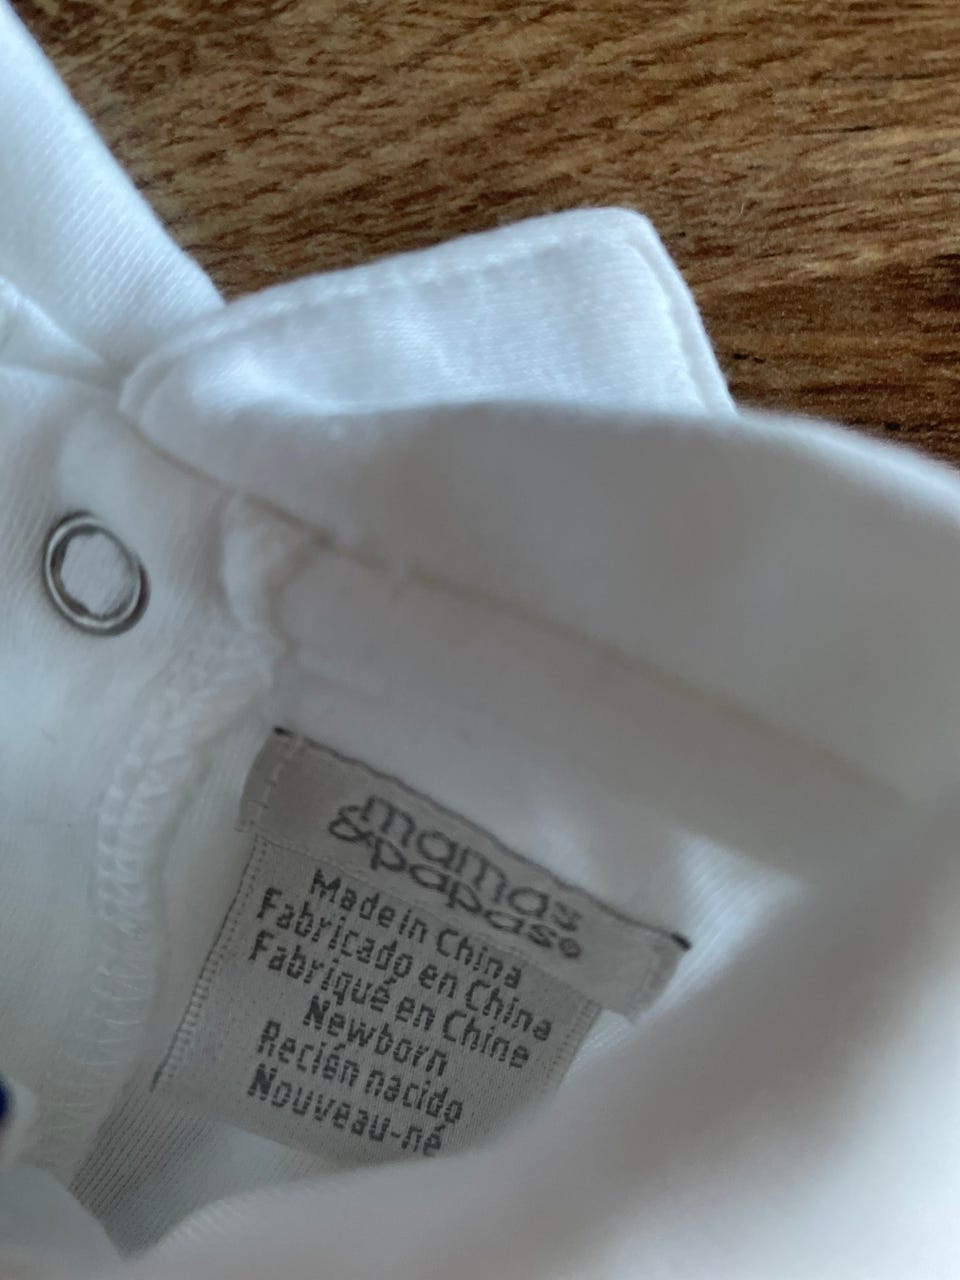 mamas
&papas®
Made in China
Fabricado en China
Fabriqué en Chine
Newborn
Recién nacido
Nouveau-né